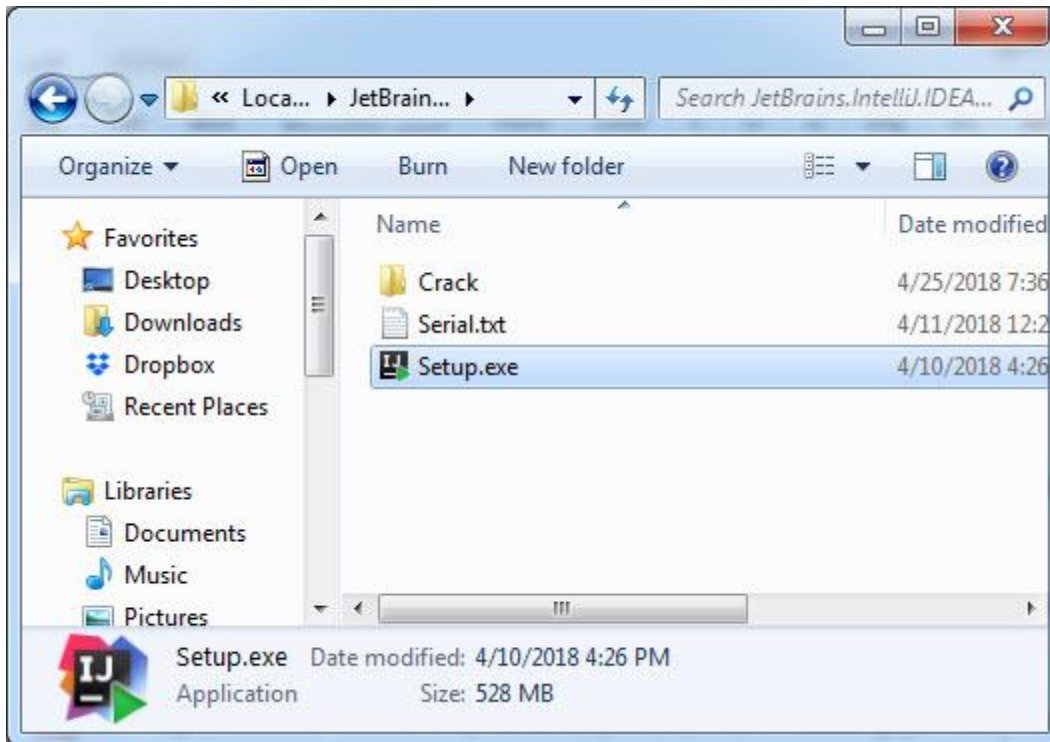 « Loca... JetBrain... Search JetBrains.IntelliJ.IDEA...
Organize Open Burn New folder
Name Date modified
Favorites
Desktop
Downloads
Dropbox
Recent Places
Libraries
Documents
Music
Pictures
Crack 4/25/2018 7:36
Serial.txt 4/11/2018 12:2
Setup.exe 4/10/2018 4:26
IJ
Setup.exe Date modified: 4/10/2018 4:26 PM
Application Size: 528 MB